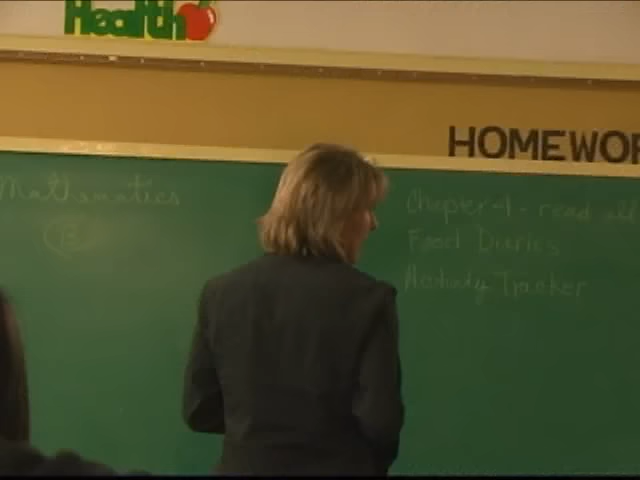 Health
HOMEWOR
Mathematics
Chapter 4 - read all
Food Diaries
Activity Tracker